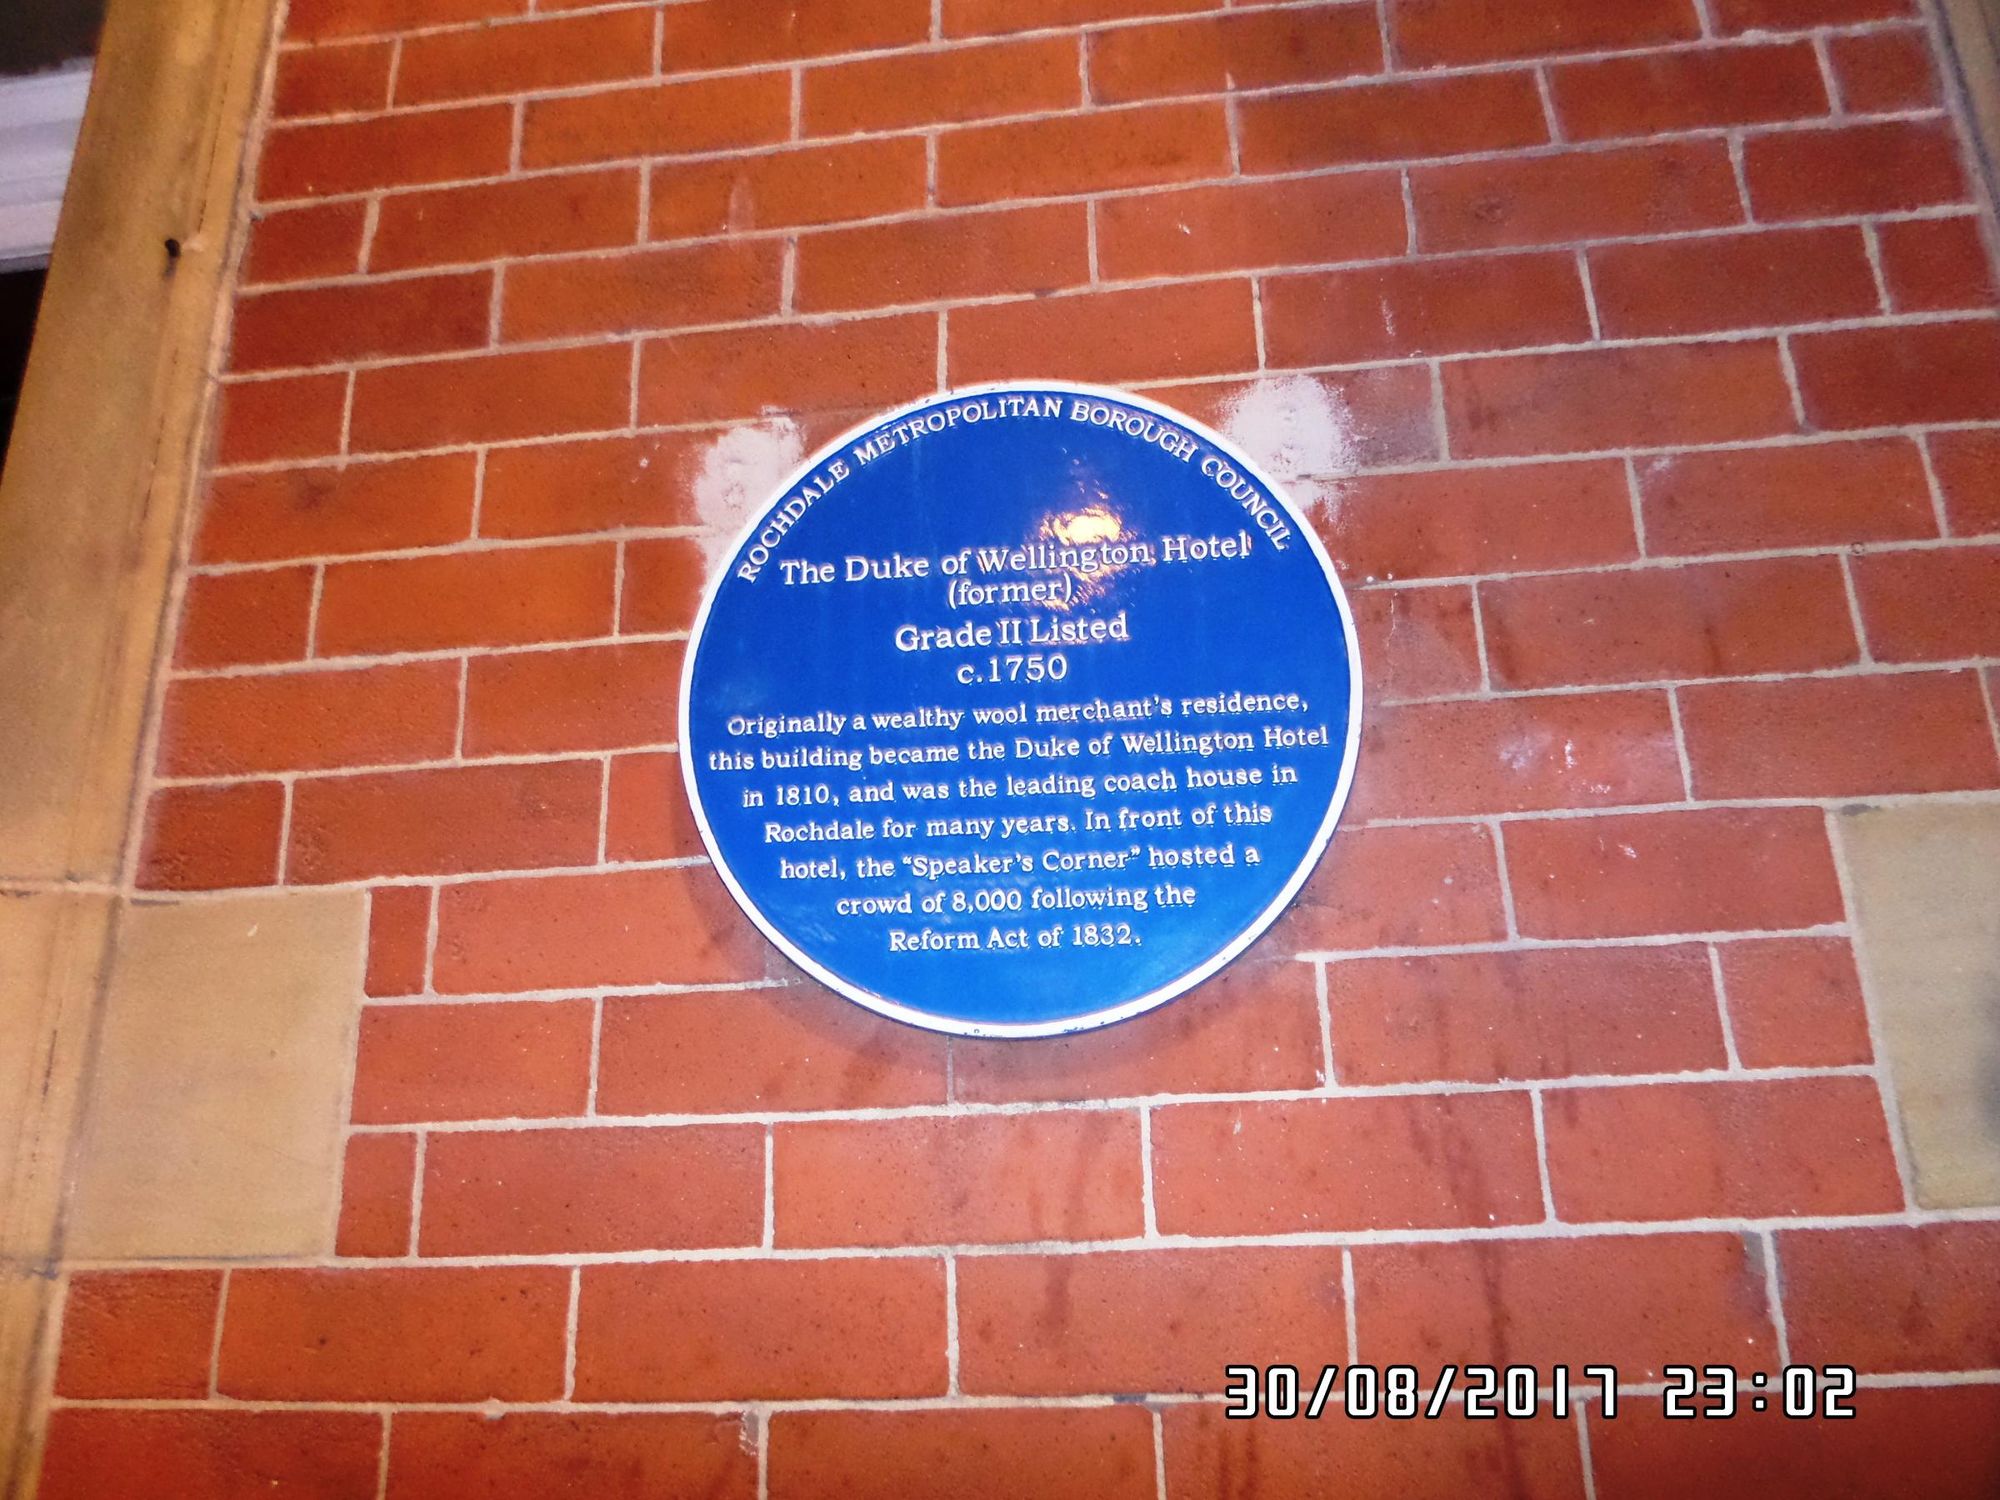 ROCHDALE METROPOLITAN BOROUGH COUNCIL
The Duke of Wellington Hotel
(former)
Grade II Listed
c.1750
Originally a wealthy wool merchant's residence,
this building became the Duke of Wellington Hotel
in 1810, and was the leading coach house in
Rochdale for many years. In front of this
hotel, the "Speaker's Corner" hosted a
crowd of 8,000 following the
Reform Act of 1832.
30/08/2017 23:02